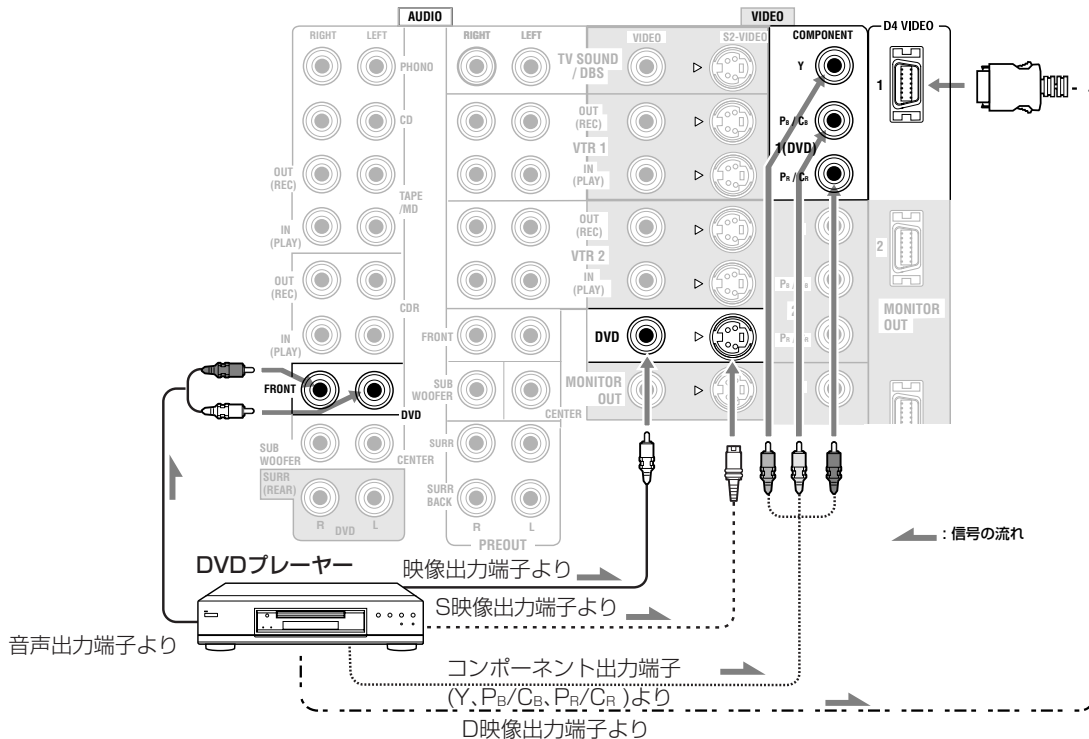 AUDIO
VIDEO
RIGHT LEFT
PHONO
CD
OUT
(REC)
TAPE
/MD
IN
(PLAY)
OUT
(REC)
CDR
IN
(PLAY)
FRONT
DVD
SUB
WOOFER
CENTER
SURR
(REAR)
R DVD L
RIGHT LEFT
TV SOUND
/ DBS
VIDEO
S2-VIDEO
OUT
(REC)
VTR 1
IN
(PLAY)
OUT
(REC)
VTR 2
IN
(PLAY)
FRONT
DVD
SUB
WOOFER
CENTER
MONITOR
OUT
SURR
SURR
BACK
R L
PREOUT
COMPONENT
Y
PB / CB
1(DVD)
PR / CR
D4 VIDEO
1
2
MONITOR
OUT
PB / CB
2
PR / CR
: 信号の流れ
DVDプレーヤー
音声出力端子より
映像出力端子より
S映像出力端子より
コンポーネント出力端子
(Y、PB/CB、PR/CR )より
D映像出力端子より